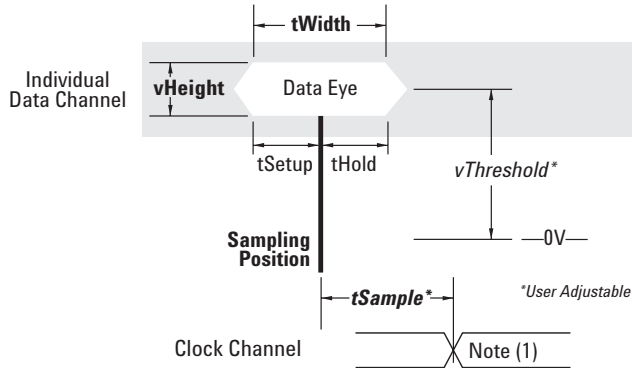 tWidth
Individual
Data Channel
vHeight
Data Eye
tSetup
tHold
vThreshold*
Sampling
Position
0V
tSample*
*User Adjustable
Clock Channel
Note (1)